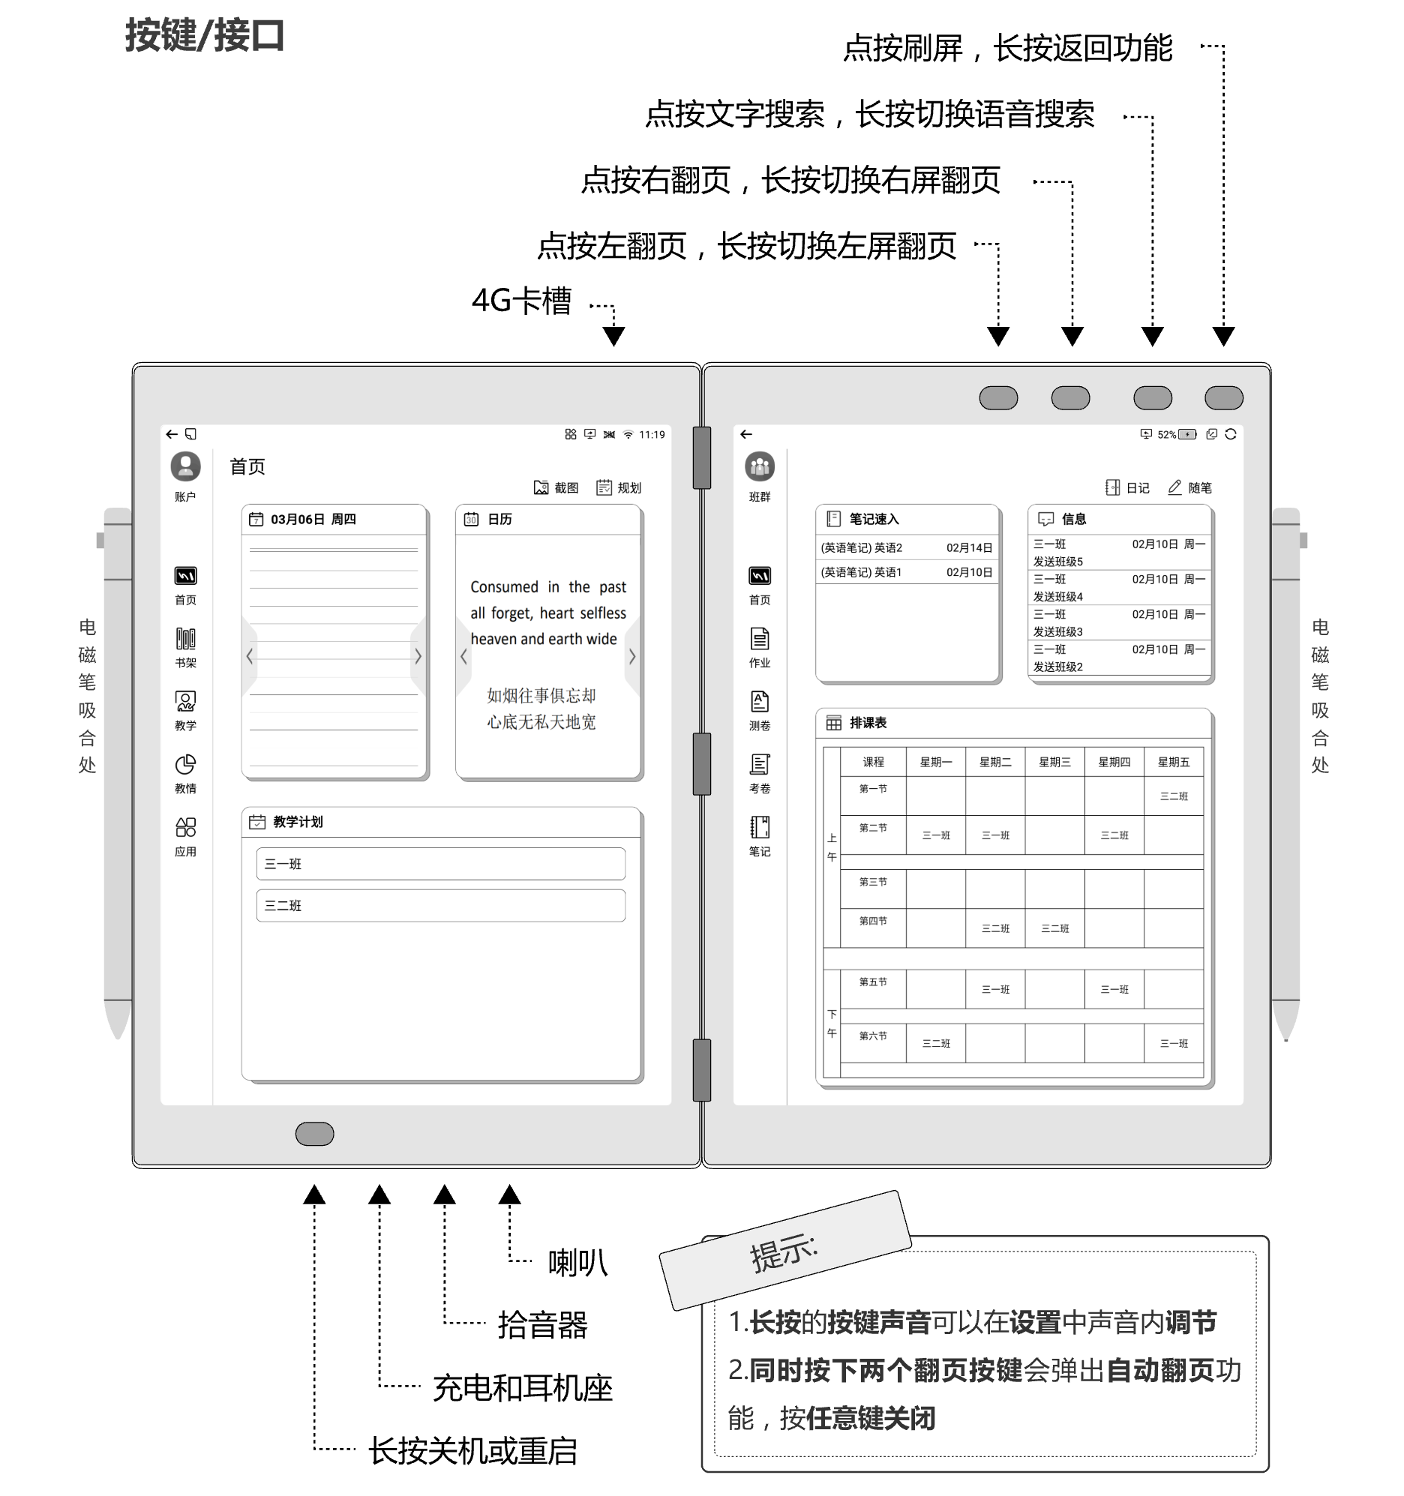 按键/接口
点按刷屏，长按返回功能
点按文字搜索，长按切换语音搜索
点按右翻页，长按切换右屏翻页
点按左翻页，长按切换左屏翻页
4G卡槽
11:19
账户
首页
截图 规划
03月06日 周四
7
日历
30
Consumed in the past
all forget, heart selfless
heaven and earth wide
如烟往事俱忘却
心底无私天地宽
首页
书架
教学
教情
应用
教学计划
三一班
三二班
52%
班群
日记 随笔
笔记速入
(英语笔记) 英语2 02月14日
(英语笔记) 英语1 02月10日
信息
三一班 02月10日 周一
发送班级5
三一班 02月10日 周一
发送班级4
三一班 02月10日 周一
发送班级3
三一班 02月10日 周一
发送班级2
首页
作业
测卷
考卷
笔记
排课表
课程 星期一 星期二 星期三 星期四 星期五
上午
第一节 三二班
第二节 三一班 三一班 三二班
第三节
第四节 三二班 三二班
下午
第五节 三一班 三一班
第六节 三二班 三一班
电磁笔吸合处
电磁笔吸合处
喇叭
拾音器
充电和耳机座
长按关机或重启
提示:
1.长按的按键声音可以在设置中声音内调节
2.同时按下两个翻页按键会弹出自动翻页功
能，按任意键关闭